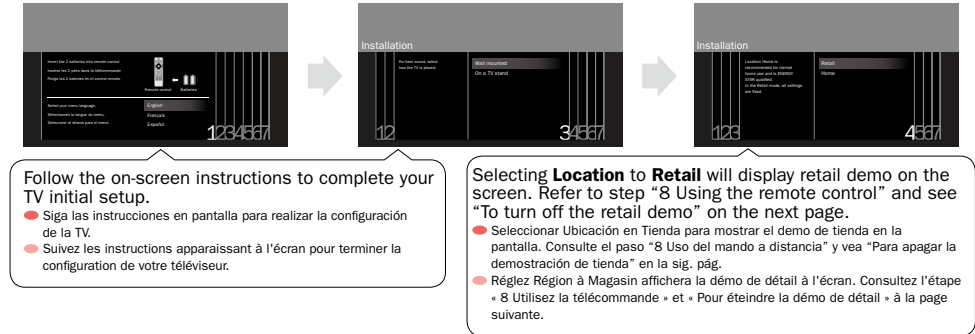 Insert the 2 batteries into remote control
Insérez les 2 piles dans la télécommande
Ponga las 2 baterías en el control remoto
Remote control
Batteries
Select your menu language.
Sélectionnez la langue du menu.
Seleccione el idioma para el menú.
English
Français
Español
1234567
Installation
For best sound, select
how the TV is placed.
Wall mounted
On a TV stand
12
34567
Installation
Location Home is
recommended for normal
home use and is ENERGY
STAR qualified.
In the Retail mode, all settings
are fixed.
Retail
Home
123
4567
Follow the on-screen instructions to complete your
TV initial setup.
Siga las instrucciones en pantalla para realizar la configuración
de la TV.
Suivez les instructions apparaissant à l'écran pour terminer la
configuration de votre téléviseur.
Selecting Location to Retail will display retail demo on the
screen. Refer to step “8 Using the remote control” and see
“To turn off the retail demo” on the next page.
Seleccionar Ubicación en Tienda para mostrar el demo de tienda en la
pantalla. Consulte el paso “8 Uso del mando a distancia” y vea “Para apagar la
demostración de tienda” en la sig. pág.
Réglez Région à Magasin affichera la démo de détail à l'écran. Consultez l'étape
« 8 Utilisez la télécommande » et « Pour éteindre la démo de détail » à la page
suivante.